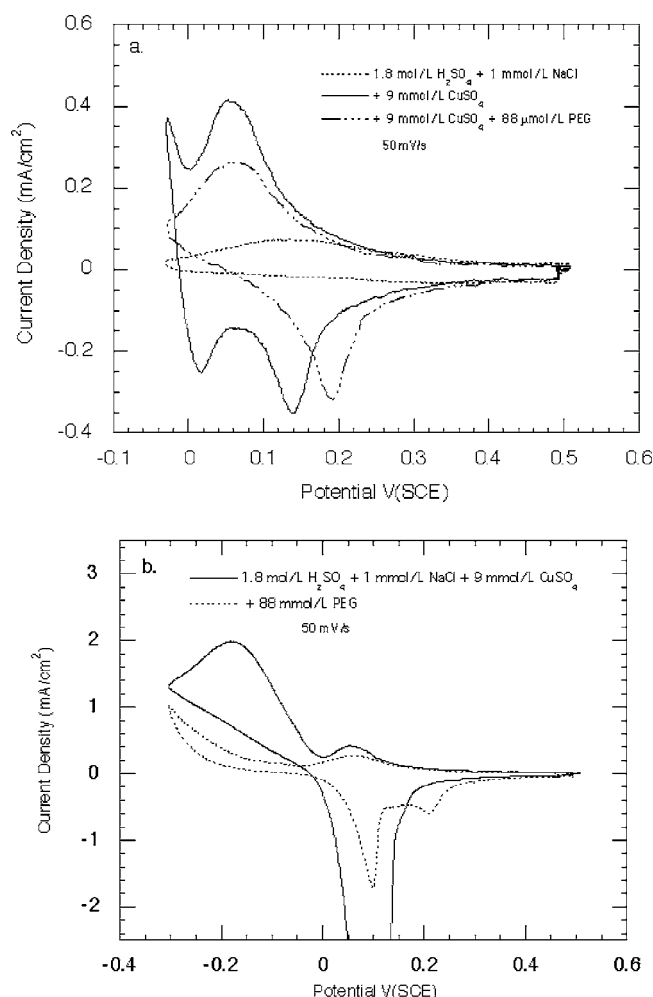 a.
1.8 mol/L H₂SO₄ + 1 mmol/L NaCl
+ 9 mmol/L CuSO₄
+ 9 mmol/L CuSO₄ + 88 μmol/L PEG
50 mV/s
Current Density (mA/cm²)
0.6
0.4
0.2
0
-0.2
-0.4
-0.1 0 0.1 0.2 0.3 0.4 0.5 0.6
Potential V(SCE)
b.
1.8 mol/L H₂SO₄ + 1 mmol/L NaCl + 9 mmol/L CuSO₄
+ 88 mmol/L PEG
50 mV/s
Current Density (mA/cm²)
3
2
1
0
-1
-2
-0.4 -0.2 0 0.2 0.4 0.6
Potential V(SCE)